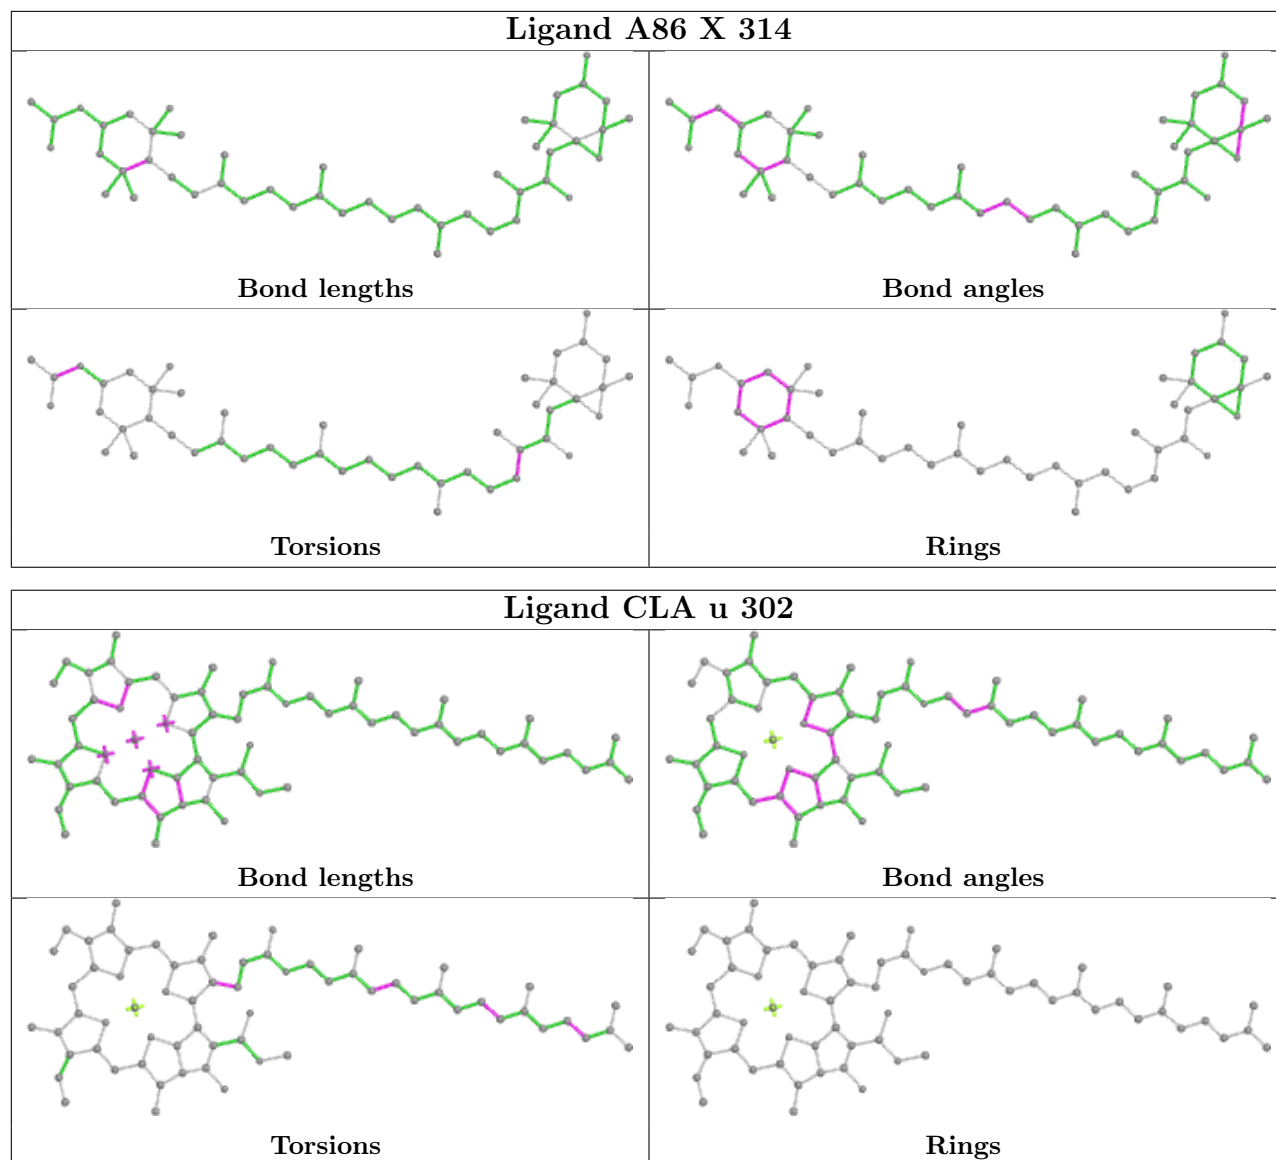 Ligand A86 X 314
Bond lengths
Bond angles
Torsions
Rings
Ligand CLA u 302
Bond lengths
Bond angles
Torsions
Rings